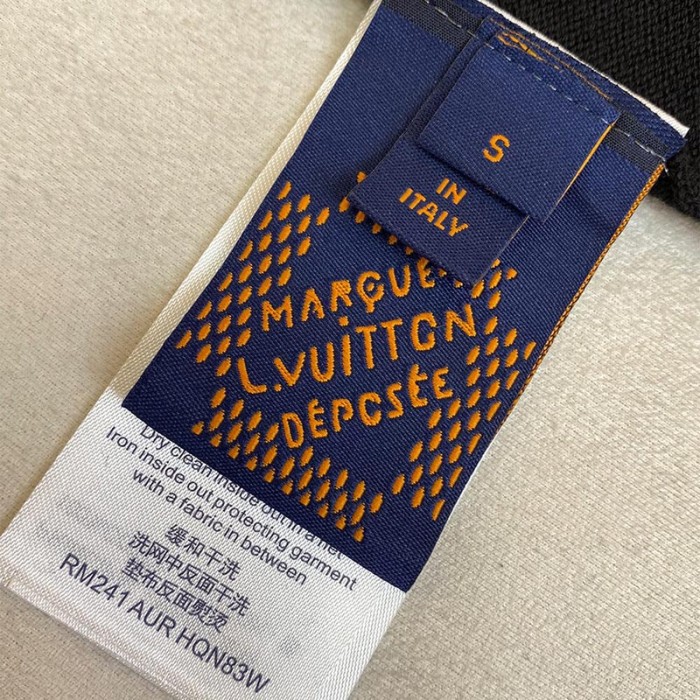 S
IN
ITALY
MARQUE
L.VUITTON
DÉPOSÉE
Dry clean inside out in a net
Iron inside out protecting garment
with a fabric in between
缓和干洗
洗网中反面干洗
垫布反面熨烫
RM241 AUR HQN83W